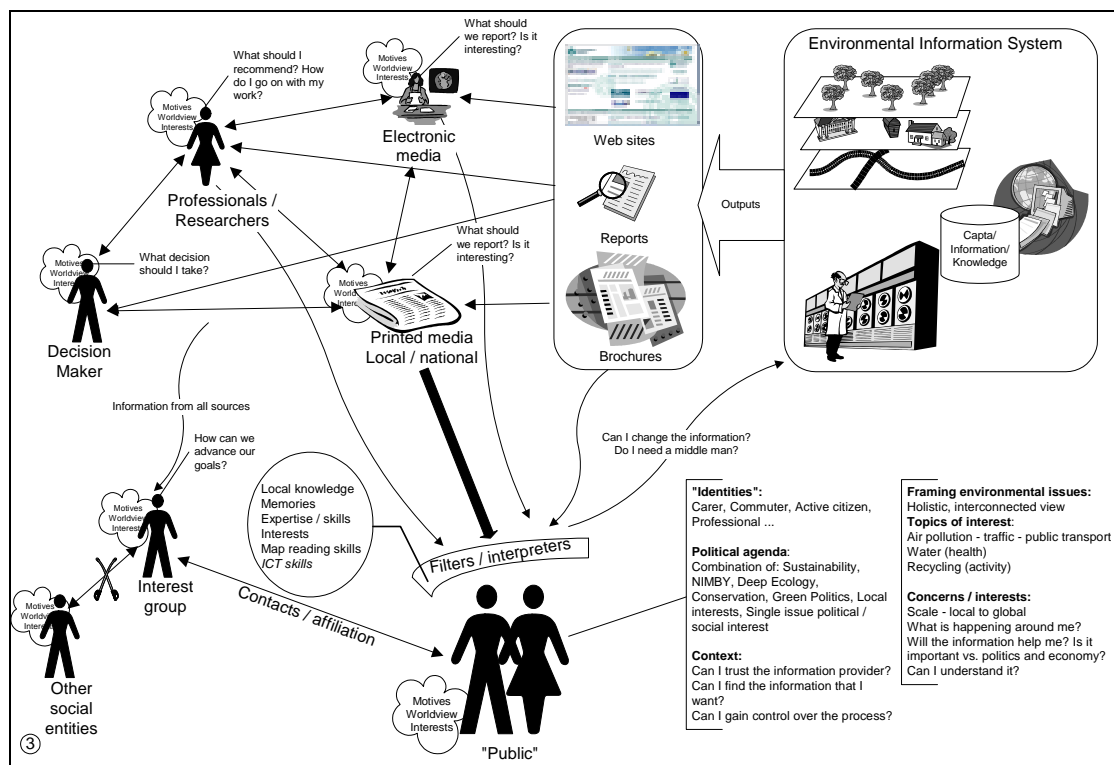 What should
we report? Is it
interesting?
Environmental Information System
What should I
recommend? How
do I go on with my
work?
Motives
Worldview
Interests
Motives
Worldview
Interests
Electronic
media
Web sites
Professionals /
Researchers
Outputs
Capta/
Information/
Knowledge
What should
we report? Is it
interesting?
Reports
What decision
should I take?
Motives
Worldview
Motives
Decision
Maker
Printed media
Local / national
Brochures
Information from all sources
How can we
advance our
goals?
Can I change the information?
Do I need a middle man?
Motives
Worldview
Interests
Local knowledge
Memories
Expertise / skills
Interests
Map reading skills
ICT skills
Filters / interpreters
Interest
group
Contacts / affiliation
Motives
Worldview
Interests
Other
social
entities
Motives
Worldview
Interests
"Public"
"Identities":
Carer, Commuter, Active citizen,
Professional ...
Political agenda:
Combination of: Sustainability,
NIMBY, Deep Ecology,
Conservation, Green Politics, Local
interests, Single issue political /
social interest
Context:
Can I trust the information provider?
Can I find the information that I
want?
Can I gain control over the process?
Framing environmental issues:
Holistic, interconnected view
Topics of interest:
Air pollution - traffic - public transport
Water (health)
Recycling (activity)
Concerns / interests:
Scale - local to global
What is happening around me?
Will the information help me? Is it
important vs. politics and economy?
Can I understand it?
3